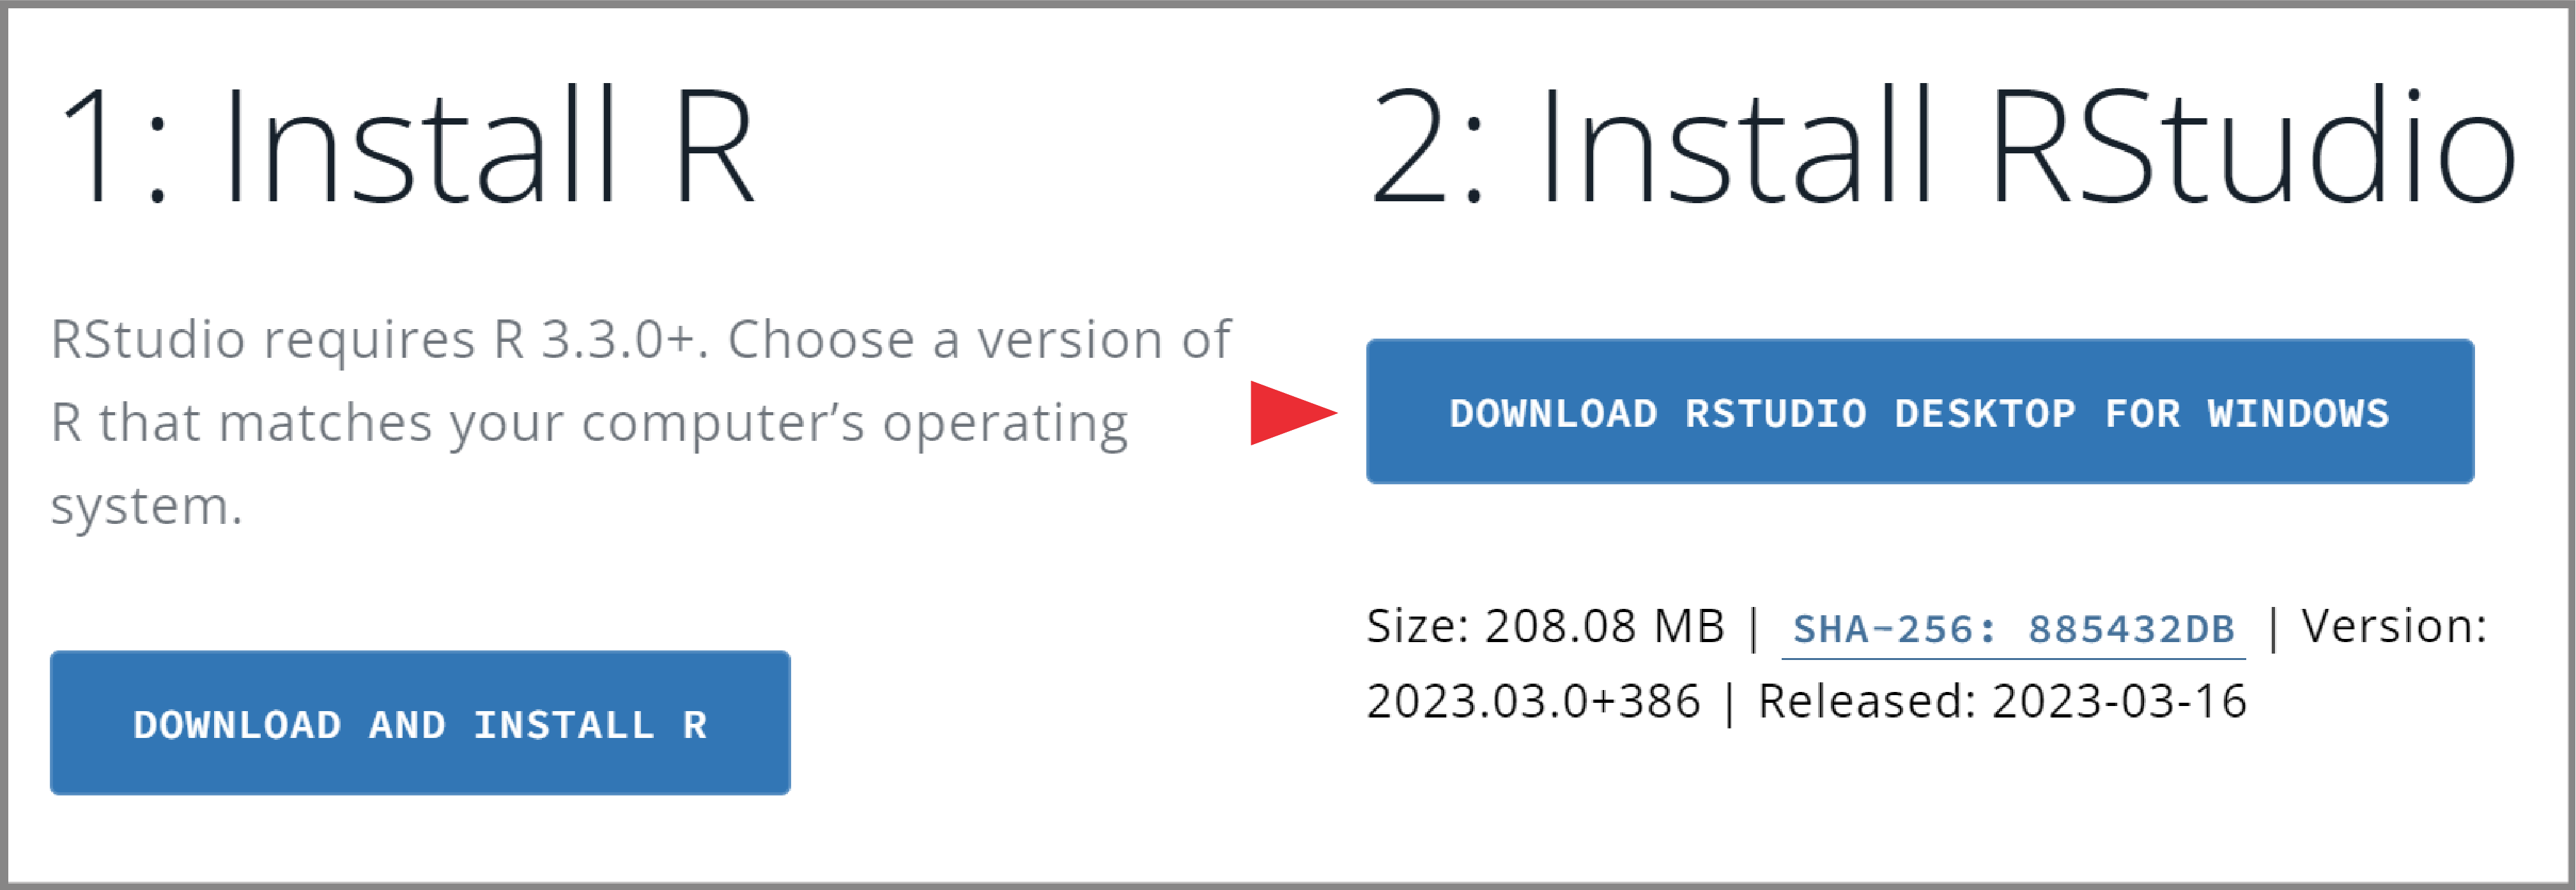 1: Install R
RStudio requires R 3.3.0+. Choose a version of
R that matches your computer’s operating
system.
DOWNLOAD AND INSTALL R
2: Install RStudio
DOWNLOAD RSTUDIO DESKTOP FOR WINDOWS
Size: 208.08 MB | SHA-256: 885432DB | Version:
2023.03.0+386 | Released: 2023-03-16